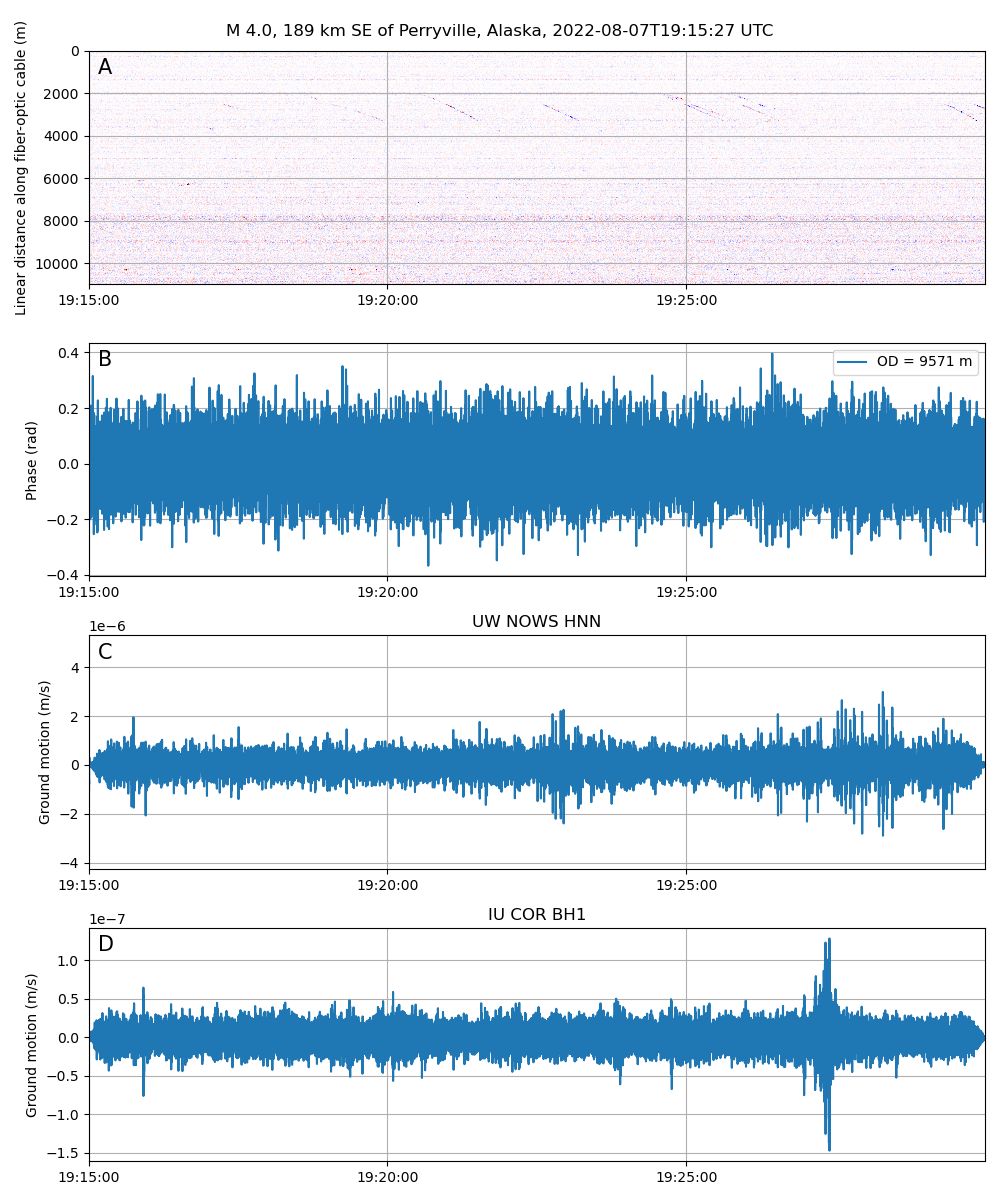 M 4.0, 189 km SE of Perryville, Alaska, 2022-08-07T19:15:27 UTC
A
Linear distance along fiber-optic cable (m)
0
2000
4000
6000
8000
10000
19:15:00 19:20:00 19:25:00
B
OD = 9571 m
Phase (rad)
0.4
0.2
0.0
−0.2
−0.4
19:15:00 19:20:00 19:25:00
UW NOWS HNN
1e−6
C
Ground motion (m/s)
4
2
0
−2
−4
19:15:00 19:20:00 19:25:00
IU COR BH1
1e−7
D
Ground motion (m/s)
1.0
0.5
0.0
−0.5
−1.0
−1.5
19:15:00 19:20:00 19:25:00